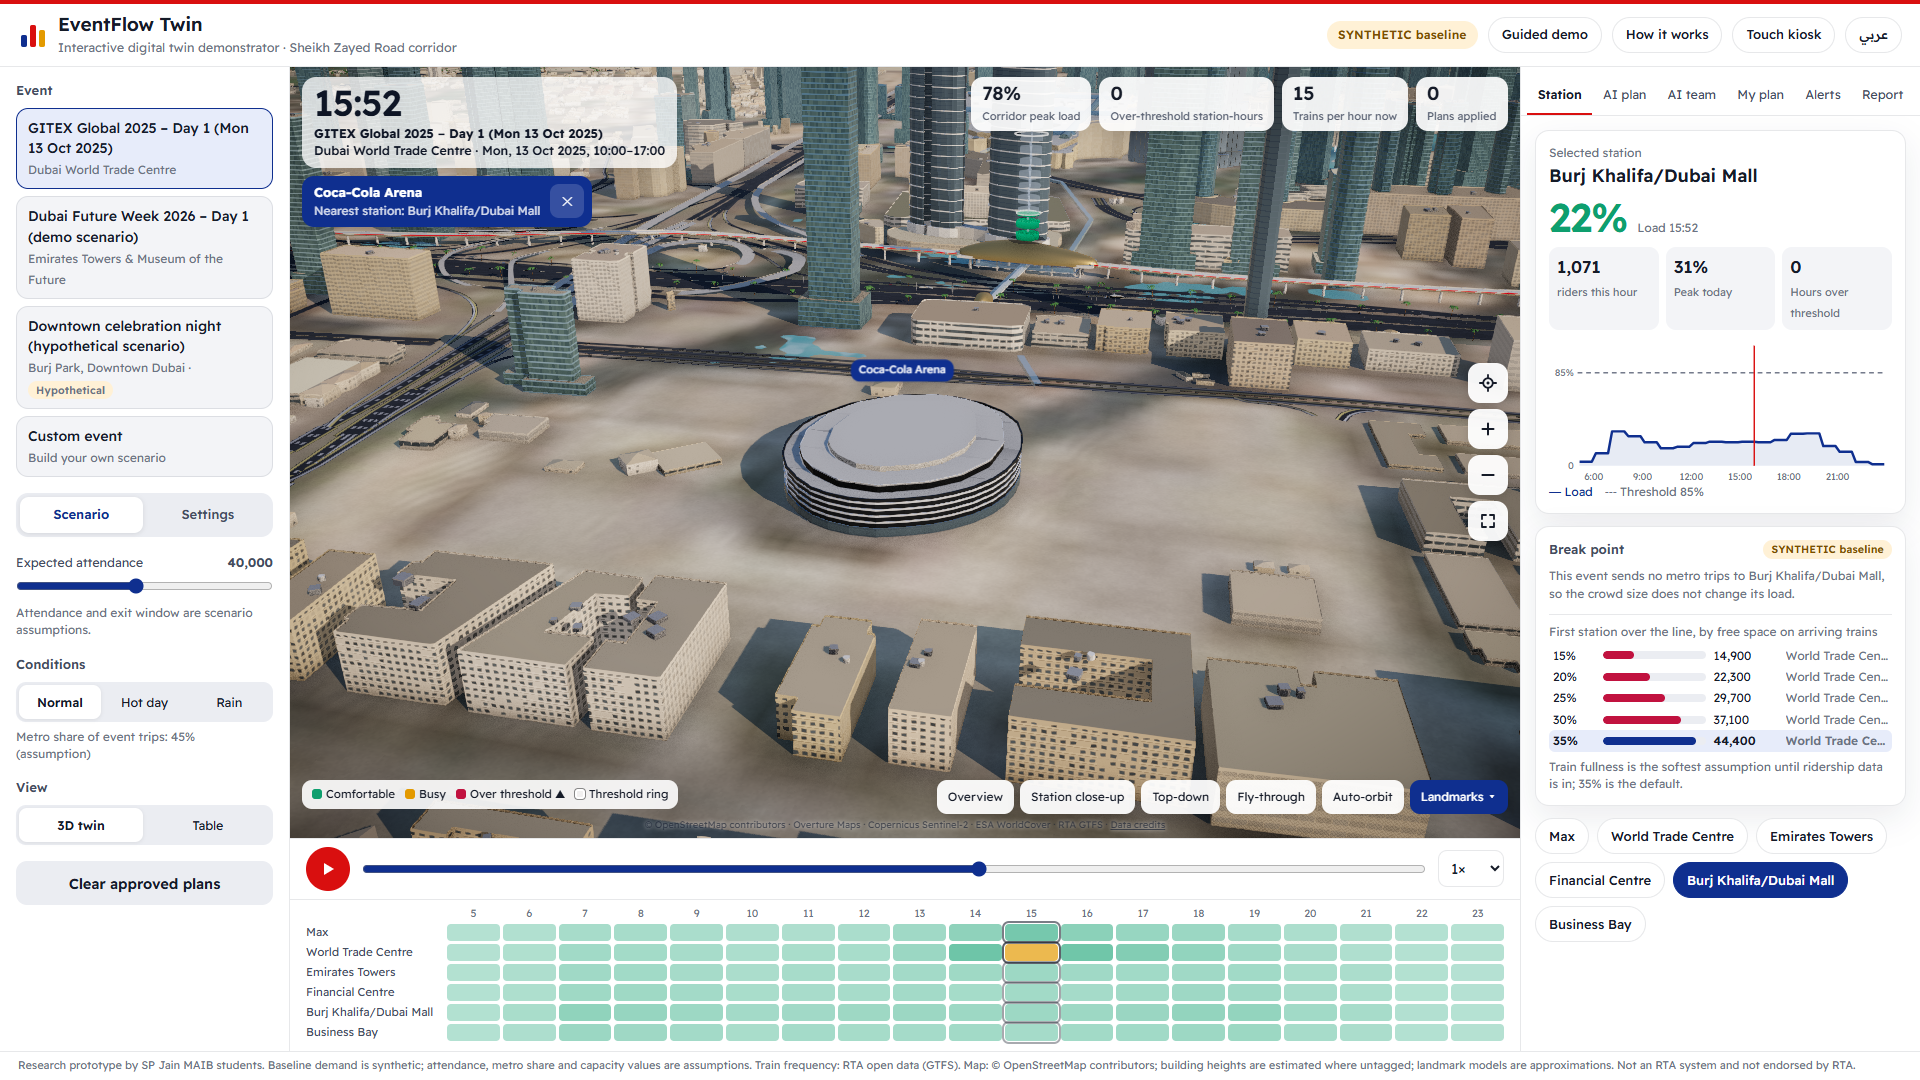 EventFlow Twin
Interactive digital twin demonstrator · Sheikh Zayed Road corridor
SYNTHETIC baseline
Guided demo
How it works
Touch kiosk
عربي
Event
GITEX Global 2025 – Day 1 (Mon
13 Oct 2025)
Dubai World Trade Centre
Dubai Future Week 2026 – Day 1
(demo scenario)
Emirates Towers & Museum of the
Future
Downtown celebration night
(hypothetical scenario)
Burj Park, Downtown Dubai ·
Hypothetical
Custom event
Build your own scenario
Scenario
Settings
Expected attendance 40,000
Attendance and exit window are scenario
assumptions.
Conditions
Normal
Hot day
Rain
Metro share of event trips: 45%
(assumption)
View
3D twin
Table
Clear approved plans
15:52
GITEX Global 2025 – Day 1 (Mon 13 Oct 2025)
Dubai World Trade Centre · Mon, 13 Oct 2025, 10:00–17:00
Coca-Cola Arena
Nearest station: Burj Khalifa/Dubai Mall
×
78%
Corridor peak load
0
Over-threshold station-hours
15
Trains per hour now
0
Plans applied
Coca-Cola Arena
+
−
Comfortable
Busy
Over threshold ▲
Threshold ring
Overview
Station close-up
Top-down
Fly-through
Auto-orbit
Landmarks
© OpenStreetMap contributors · Overture Maps · Copernicus Sentinel-2 · ESA WorldCover · RTA GTFS · Data credits
1×
5 6 7 8 9 10 11 12 13 14 15 16 17 18 19 20 21 22 23
Max
World Trade Centre
Emirates Towers
Financial Centre
Burj Khalifa/Dubai Mall
Business Bay
Station
AI plan
AI team
My plan
Alerts
Report
Selected station
Burj Khalifa/Dubai Mall
22% Load 15:52
1,071
riders this hour
31%
Peak today
0
Hours over
threshold
85%
0
6:00 9:00 12:00 15:00 18:00 21:00
— Load --- Threshold 85%
Break point
SYNTHETIC baseline
This event sends no metro trips to Burj Khalifa/Dubai Mall,
so the crowd size does not change its load.
First station over the line, by free space on arriving trains
15% 14,900 World Trade Cen…
20% 22,300 World Trade Cen…
25% 29,700 World Trade Cen…
30% 37,100 World Trade Cen…
35% 44,400 World Trade Ce…
Train fullness is the softest assumption until ridership data
is in; 35% is the default.
Max
World Trade Centre
Emirates Towers
Financial Centre
Burj Khalifa/Dubai Mall
Business Bay
Research prototype by SP Jain MAIB students. Baseline demand is synthetic; attendance, metro share and capacity values are assumptions. Train frequency: RTA open data (GTFS). Map: © OpenStreetMap contributors; building heights are estimated where untagged; landmark models are approximations. Not an RTA system and not endorsed by RTA.